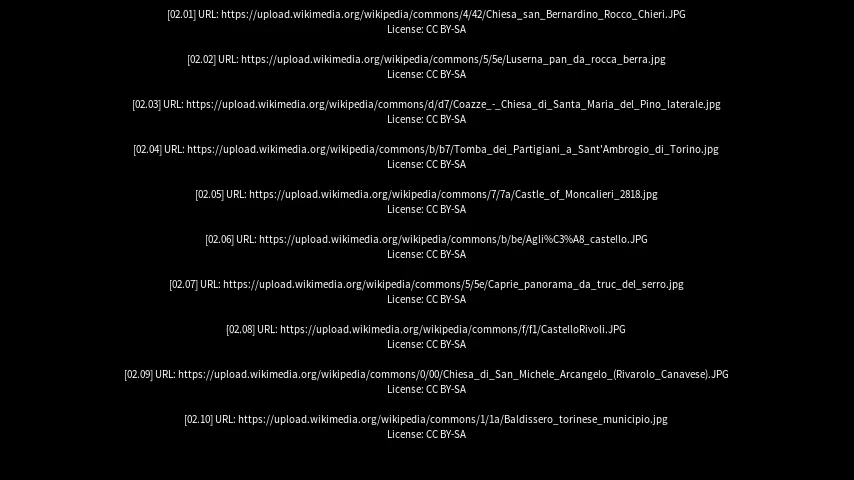 [02.01] URL: https://upload.wikimedia.org/wikipedia/commons/4/42/Chiesa_san_Bernardino_Rocco_Chieri.JPG
License: CC BY-SA
[02.02] URL: https://upload.wikimedia.org/wikipedia/commons/5/5e/Luserna_pan_da_rocca_berra.jpg
License: CC BY-SA
[02.03] URL: https://upload.wikimedia.org/wikipedia/commons/d/d7/Coazze_-_Chiesa_di_Santa_Maria_del_Pino_laterale.jpg
License: CC BY-SA
[02.04] URL: https://upload.wikimedia.org/wikipedia/commons/b/b7/Tomba_dei_Partigiani_a_Sant'Ambrogio_di_Torino.jpg
License: CC BY-SA
[02.05] URL: https://upload.wikimedia.org/wikipedia/commons/7/7a/Castle_of_Moncalieri_2818.jpg
License: CC BY-SA
[02.06] URL: https://upload.wikimedia.org/wikipedia/commons/b/be/Agli%C3%A8_castello.JPG
License: CC BY-SA
[02.07] URL: https://upload.wikimedia.org/wikipedia/commons/5/5e/Caprie_panorama_da_truc_del_serro.jpg
License: CC BY-SA
[02.08] URL: https://upload.wikimedia.org/wikipedia/commons/f/f1/CastelloRivoli.JPG
License: CC BY-SA
[02.09] URL: https://upload.wikimedia.org/wikipedia/commons/0/00/Chiesa_di_San_Michele_Arcangelo_(Rivarolo_Canavese).JPG
License: CC BY-SA
[02.10] URL: https://upload.wikimedia.org/wikipedia/commons/1/1a/Baldissero_torinese_municipio.jpg
License: CC BY-SA